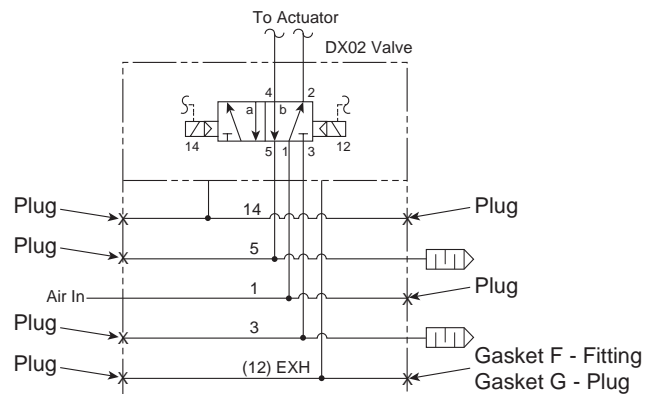 To Actuator
DX02 Valve
4 2
a b
14 12
5 1 3
Plug 14 Plug
Plug 5
Air In 1 Plug
Plug 3
Plug (12) EXH Gasket F - Fitting
Gasket G - Plug